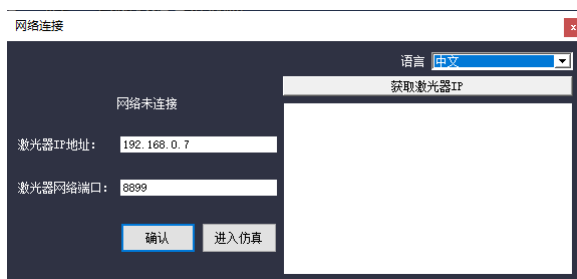 网络连接
x
语言 中文
获取激光器IP
网络未连接
激光器IP地址: 192.168.0.7
激光器网络端口: 8899
确认 进入仿真